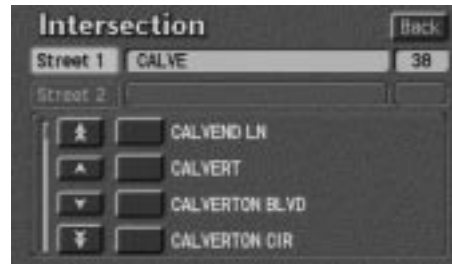 Intersection Back
Street 1 CALVE 38
Street 2
CALVEND LN
CALVERT
CALVERTON BLVD
CALVERTON CIR